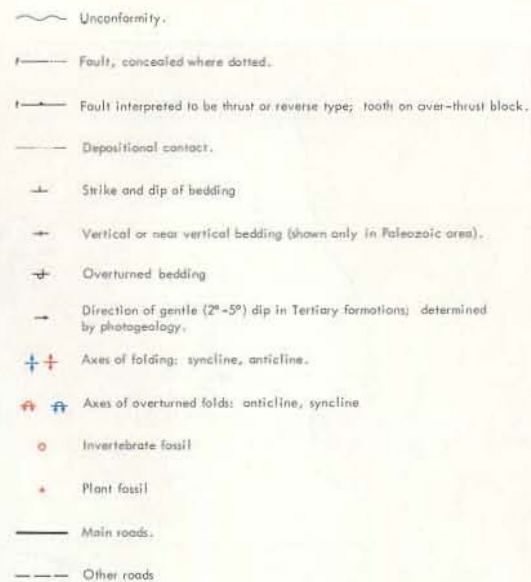 Unconformity.
Fault, concealed where dotted.
Fault interpreted to be thrust or reverse type; tooth on over-thrust block.
Depositional contact.
Strike and dip of bedding
Vertical or near vertical bedding (shown only in Paleozoic area).
Overturned bedding
Direction of gentle (2°-5°) dip in Tertiary formations; determined
by photogeology.
Axes of folding: syncline, anticline.
Axes of overturned folds: anticline, syncline
Invertebrate fossil
Plant fossil
Main roads.
Other roads